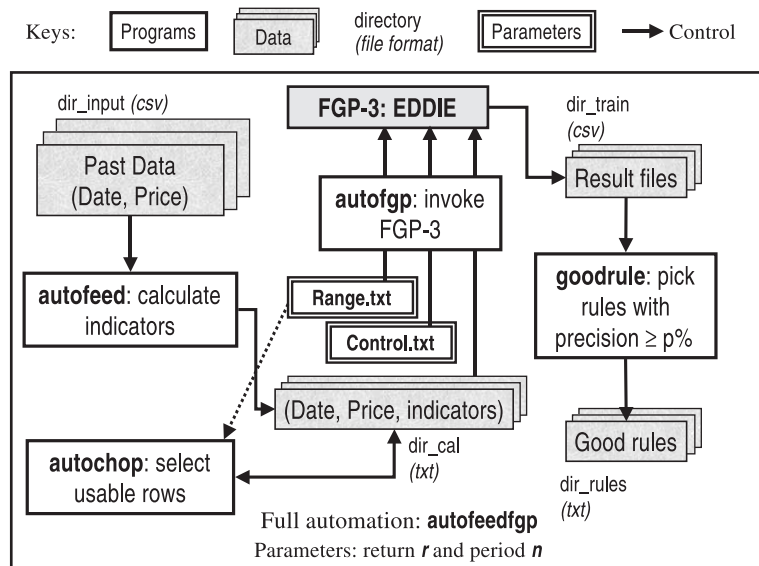 Keys:
Programs
Data
directory
(file format)
Parameters
Control
dir_input (csv)
Past Data
(Date, Price)
FGP-3: EDDIE
dir_train
(csv)
Result files
autofgp: invoke
FGP-3
autofeed: calculate
indicators
Range.txt
Control.txt
goodrule: pick
rules with
precision ≥ p%
(Date, Price, indicators)
dir_cal
(txt)
autochop: select
usable rows
Good rules
dir_rules
(txt)
Full automation: autofeedfgp
Parameters: return r and period n